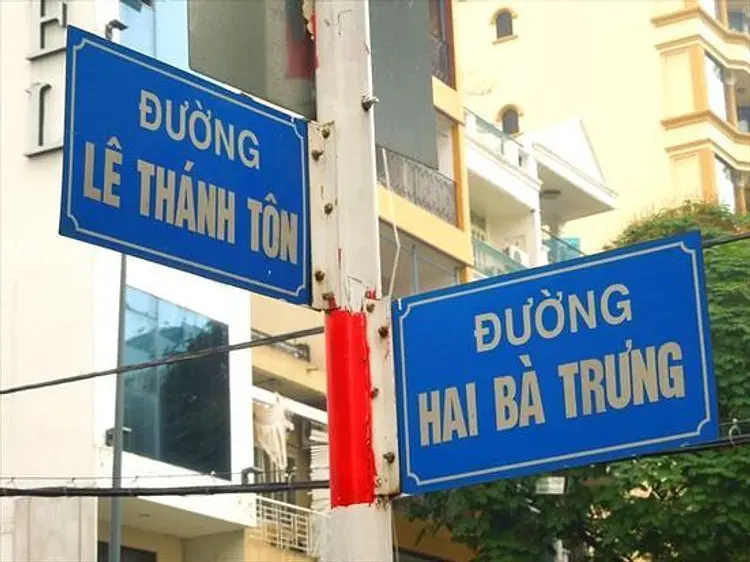 ĐƯỜNG
LÊ THÁNH TÔN
ĐƯỜNG
HAI BÀ TRƯNG